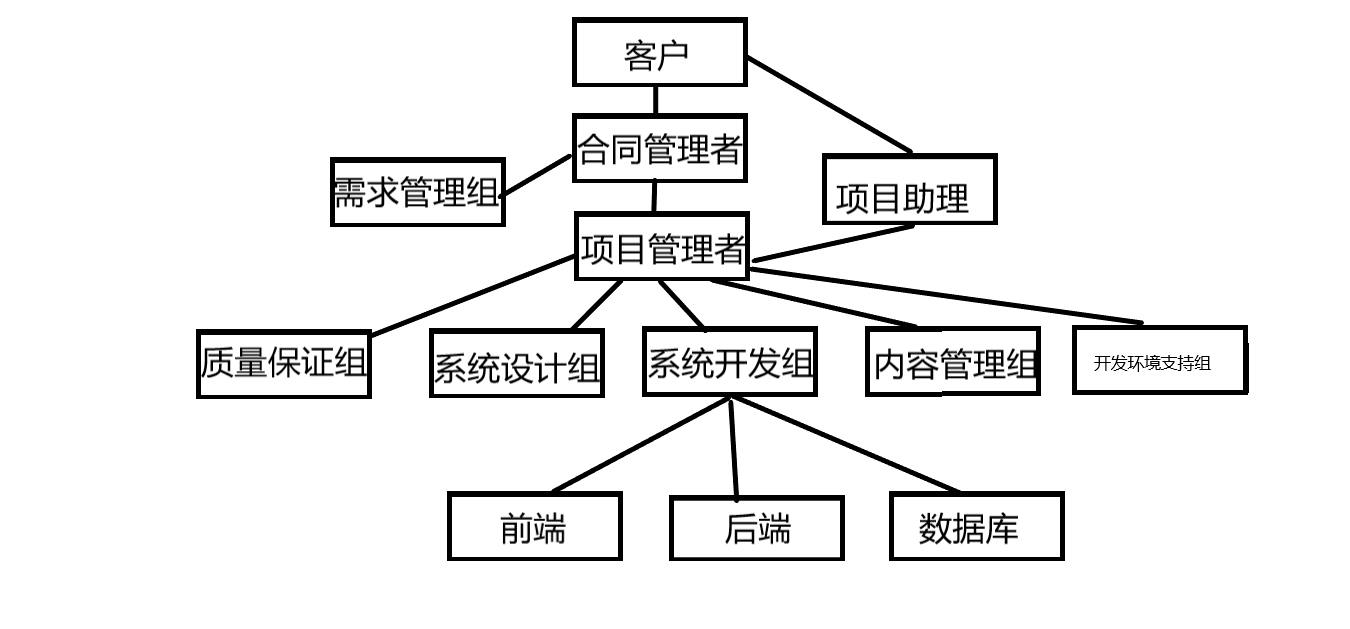 客户
合同管理者
需求管理组
项目助理
项目管理者
质量保证组
系统设计组
系统开发组
内容管理组
开发环境支持组
前端
后端
数据库